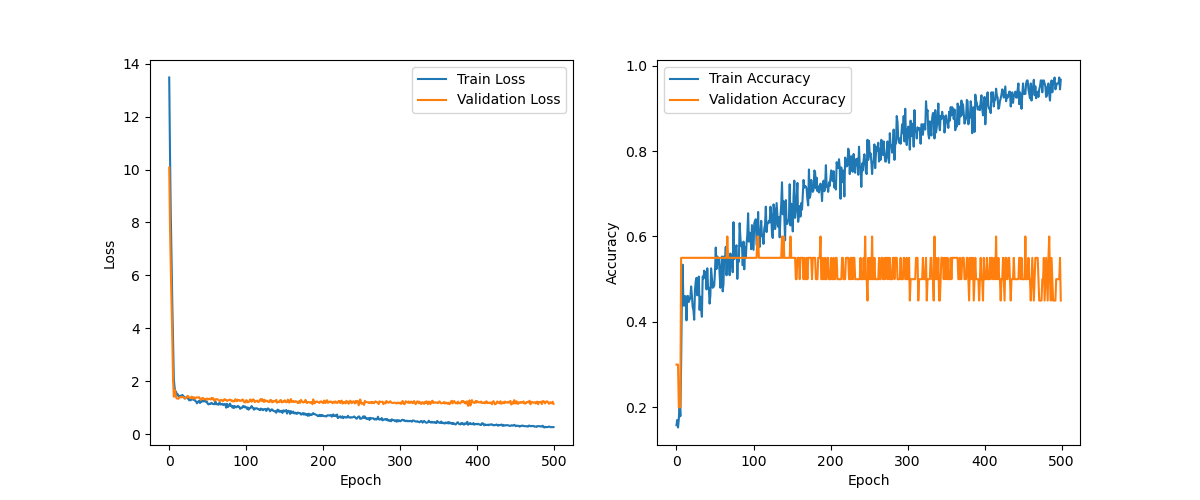 Train Loss
Validation Loss
14
12
10
8
6
4
2
0
Loss
0 100 200 300 400 500
Epoch
Train Accuracy
Validation Accuracy
1.0
0.8
0.6
0.4
0.2
Accuracy
0 100 200 300 400 500
Epoch